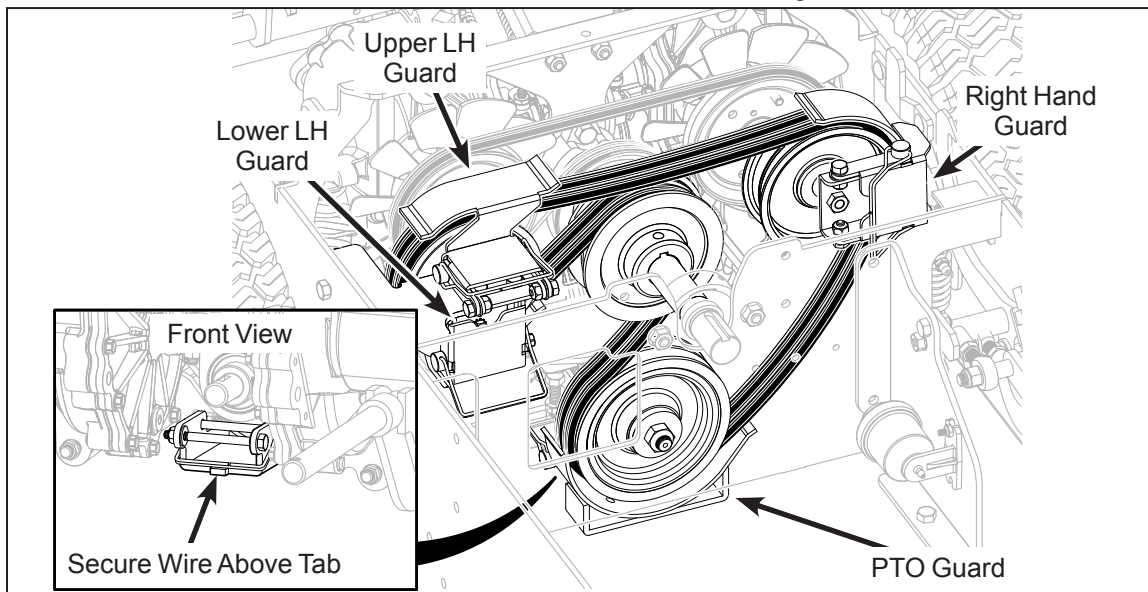 Upper LH
Guard
Lower LH
Guard
Right Hand
Guard
Front View
Secure Wire Above Tab
PTO Guard